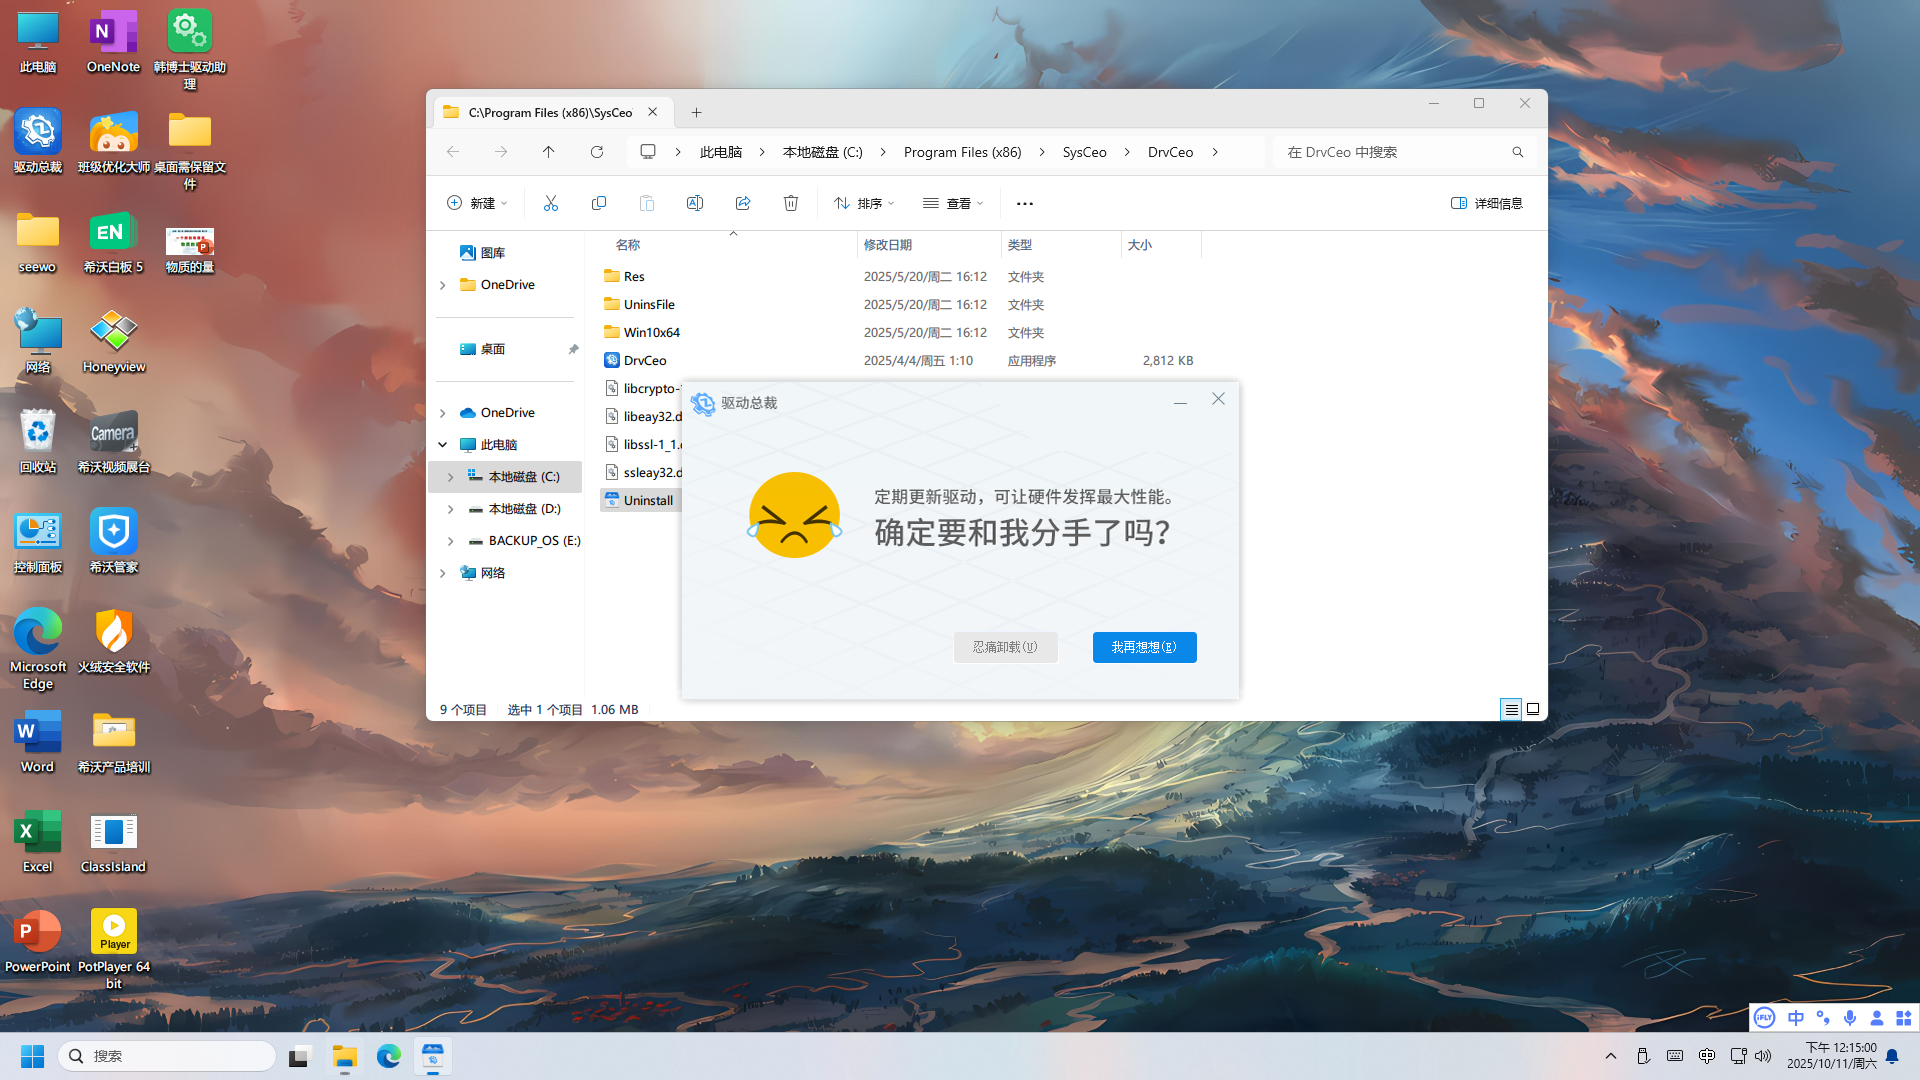 此电脑
OneNote
韩博士驱动助
理
驱动总裁
班级优化大师
桌面需保留文
件
seewo
EN
希沃白板 5
物质的量
网络
Honeyview
回收站
Camera
希沃视频展台
控制面板
希沃管家
Microsoft
Edge
火绒安全软件
Word
希沃产品培训
Excel
ClassIsland
PowerPoint
Player
PotPlayer 64
bit
C:\Program Files (x86)\SysCeo
此电脑
本地磁盘 (C:)
Program Files (x86)
SysCeo
DrvCeo
在 DrvCeo 中搜索
新建
排序
查看
详细信息
图库
OneDrive
桌面
OneDrive
此电脑
本地磁盘 (C:)
本地磁盘 (D:)
BACKUP_OS (E:)
网络
名称 修改日期 类型 大小
Res 2025/5/20/周二 16:12 文件夹
UninsFile 2025/5/20/周二 16:12 文件夹
Win10x64 2025/5/20/周二 16:12 文件夹
DrvCeo 2025/4/4/周五 1:10 应用程序 2,812 KB
libcrypto-
libeay32.d
libssl-1_1.
ssleay32.d
Uninstall
驱动总裁
定期更新驱动，可让硬件发挥最大性能。
确定要和我分手了吗？
忍痛卸载(U)
我再想想(E)
9 个项目 选中 1 个项目 1.06 MB
iFLY 中
搜索
中
下午 12:15:00
2025/10/11/周六